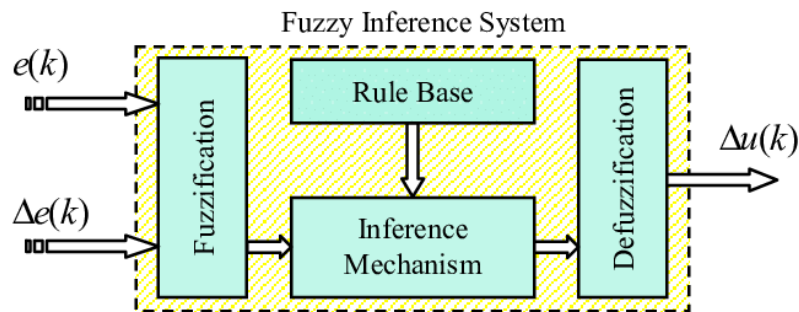 Fuzzy Inference System
e(k)
Δe(k)
Fuzzification
Rule Base
Inference
Mechanism
Defuzzification
Δu(k)